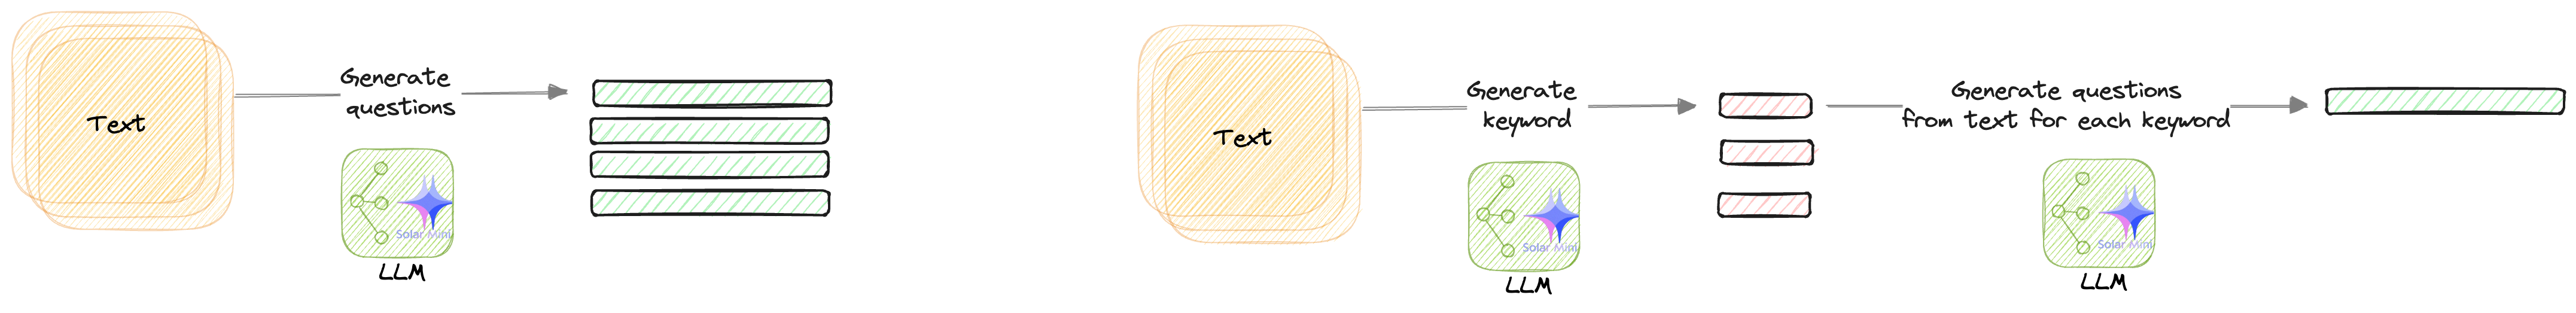 Text
Generate
questions
Solar Mini
LLM
Text
Generate
keyword
Solar Mini
LLM
Generate questions
from text for each keyword
Solar Mini
LLM